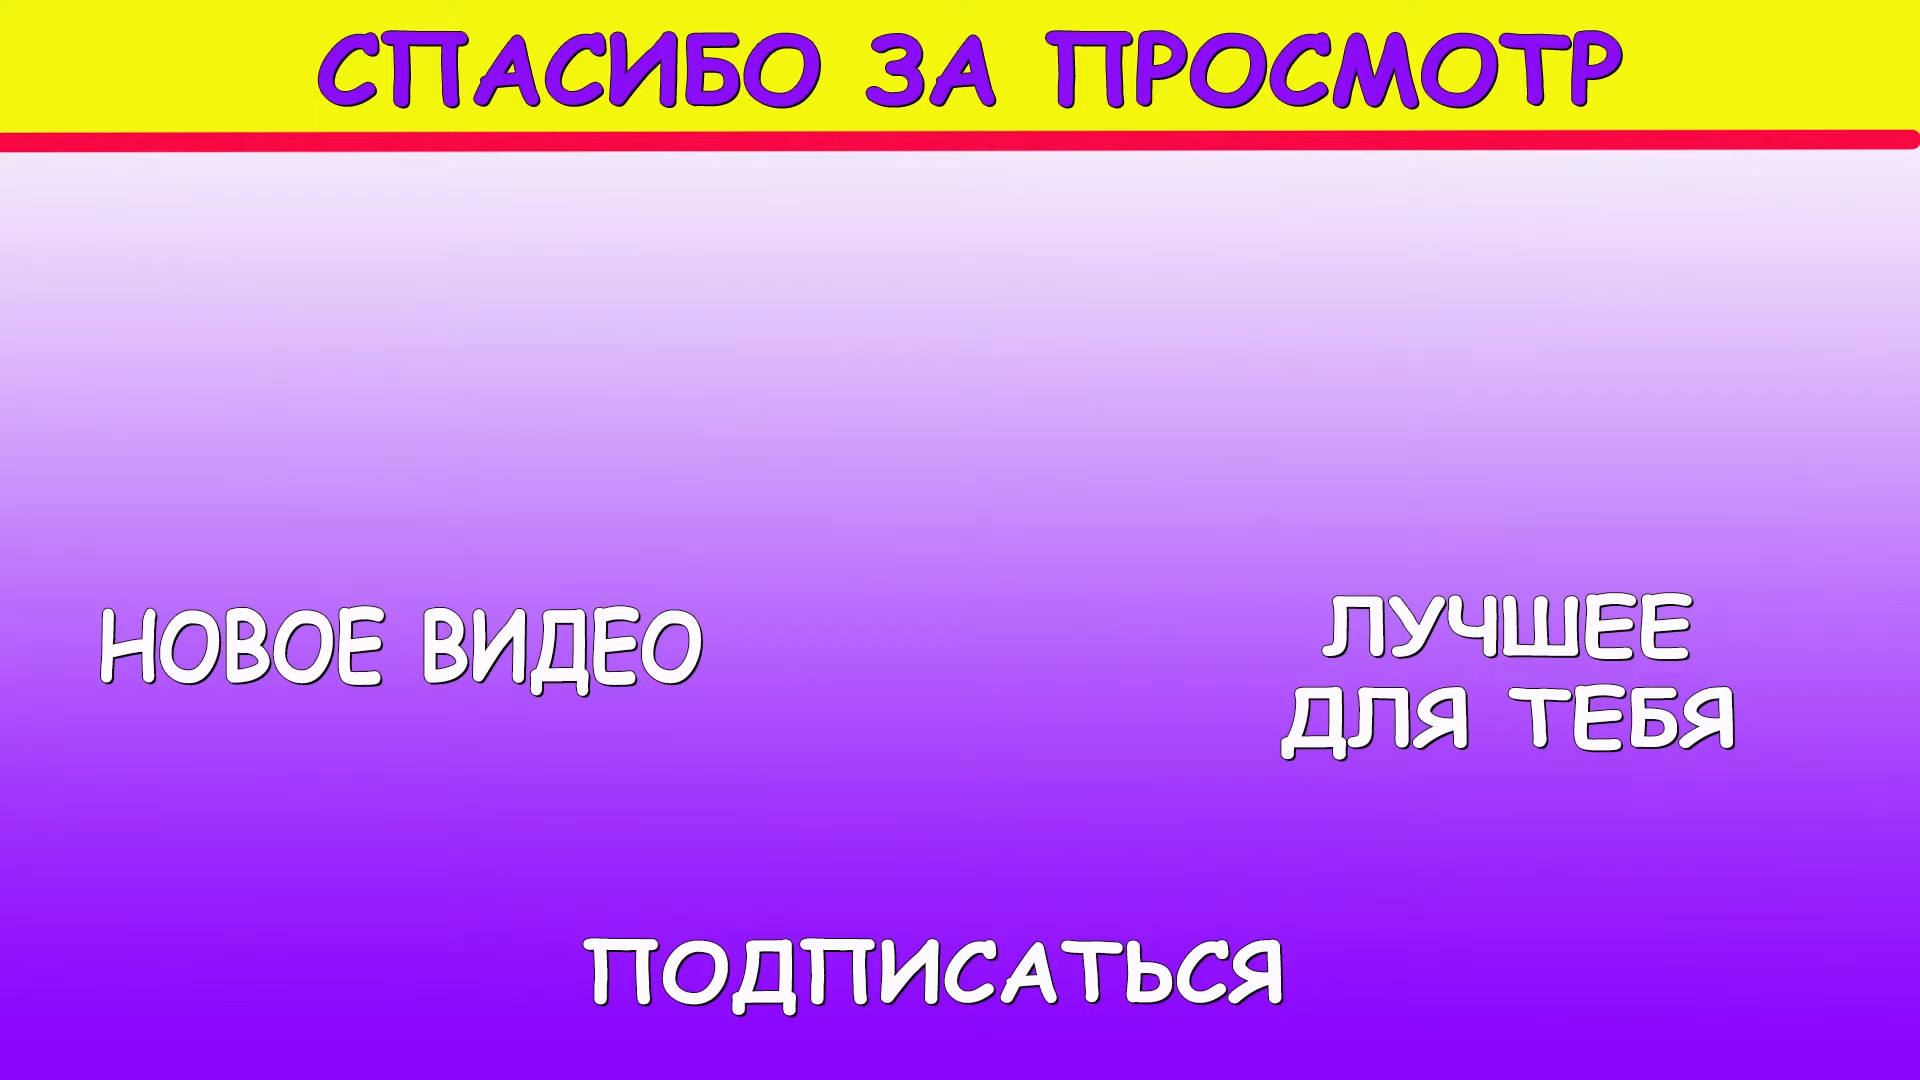 СПАСИБО ЗА ПРОСМОТР
НОВОЕ ВИДЕО
ЛУЧШЕЕ
ДЛЯ ТЕБЯ
ПОДПИСАТЬСЯ